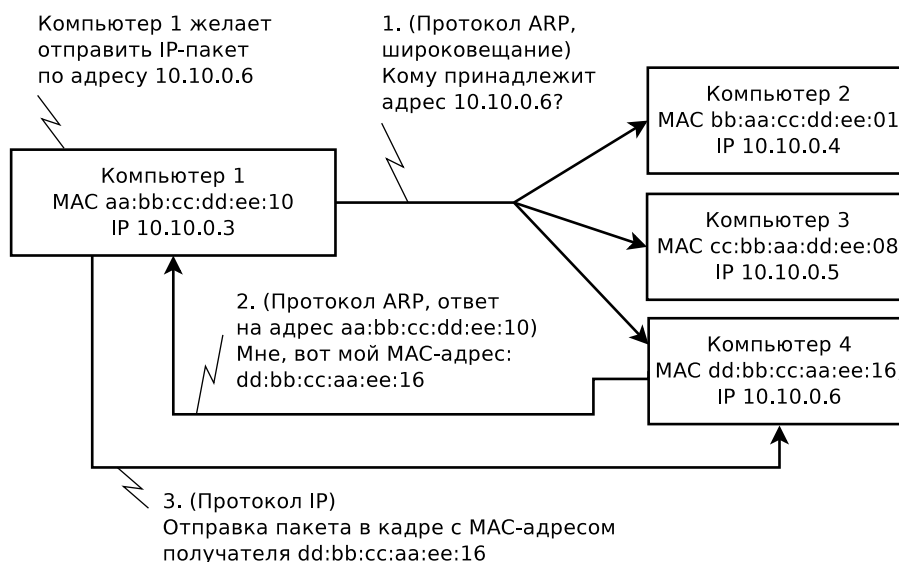 Компьютер 1 желает
отправить IP-пакет
по адресу 10.10.0.6
1. (Протокол ARP,
широковещание)
Кому принадлежит
адрес 10.10.0.6?
Компьютер 2
MAC bb:aa:cc:dd:ee:01
IP 10.10.0.4
Компьютер 1
MAC aa:bb:cc:dd:ee:10
IP 10.10.0.3
Компьютер 3
MAC cc:bb:aa:dd:ee:08
IP 10.10.0.5
2. (Протокол ARP, ответ
на адрес aa:bb:cc:dd:ee:10)
Мне, вот мой MAC-адрес:
dd:bb:cc:aa:ee:16
Компьютер 4
MAC dd:bb:cc:aa:ee:16
IP 10.10.0.6
3. (Протокол IP)
Отправка пакета в кадре с MAC-адресом
получателя dd:bb:cc:aa:ee:16